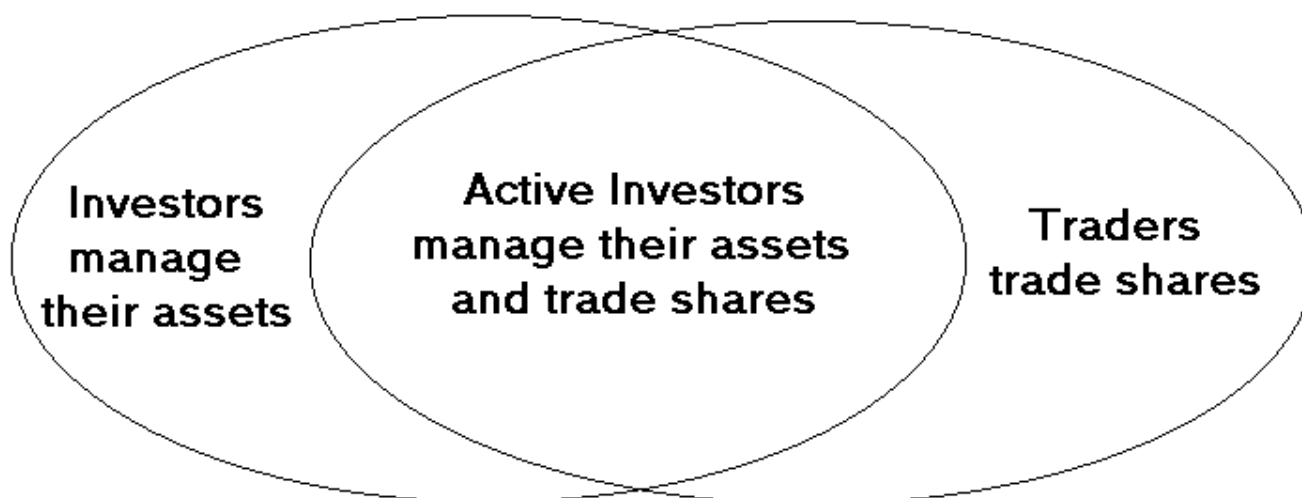 Investors
manage
their assets
Active Investors
manage their assets
and trade shares
Traders
trade shares